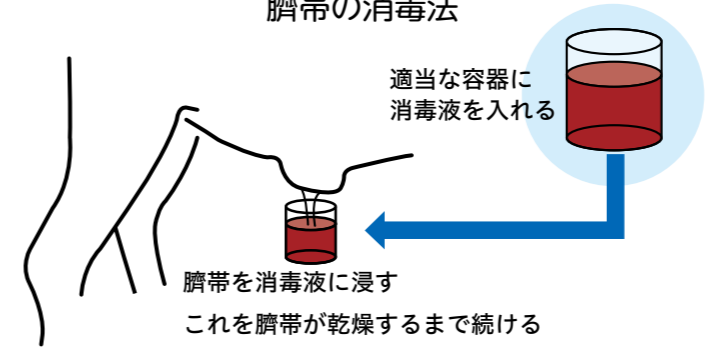 臍帯の消毒法
適当な容器に
消毒液を入れる
臍帯を消毒液に浸す
これを臍帯が乾燥するまで続ける